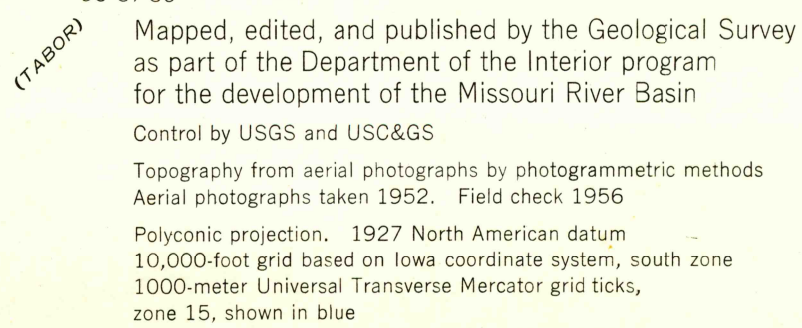 (TABOR)
Mapped, edited, and published by the Geological Survey
as part of the Department of the Interior program
for the development of the Missouri River Basin
Control by USGS and USC&GS
Topography from aerial photographs by photogrammetric methods
Aerial photographs taken 1952. Field check 1956
Polyconic projection. 1927 North American datum
10,000-foot grid based on Iowa coordinate system, south zone
1000-meter Universal Transverse Mercator grid ticks,
zone 15, shown in blue